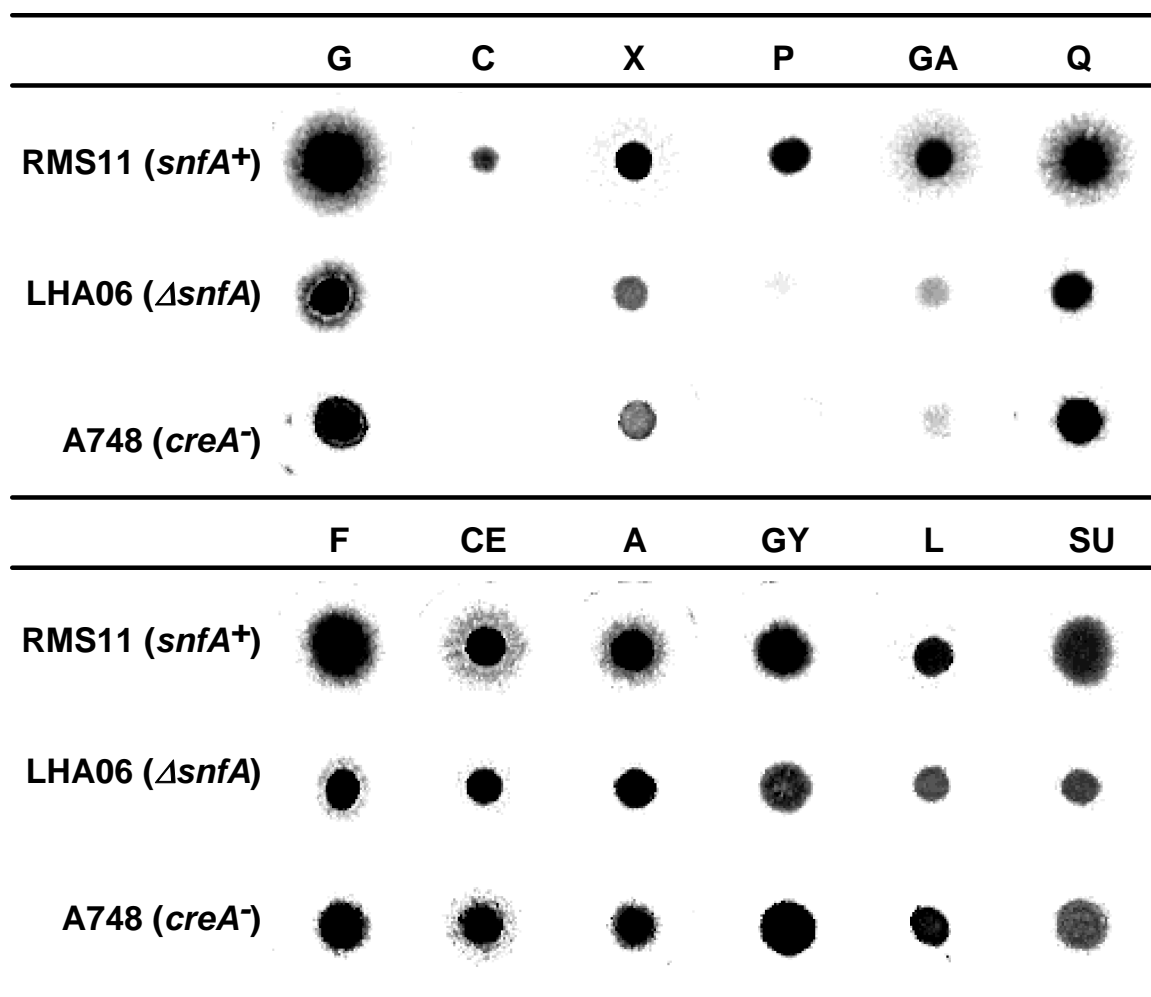 G C X P GA Q
RMS11 (snfA+)
LHA06 (ΔsnfA)
A748 (creA-)
F CE A GY L SU
RMS11 (snfA+)
LHA06 (ΔsnfA)
A748 (creA-)